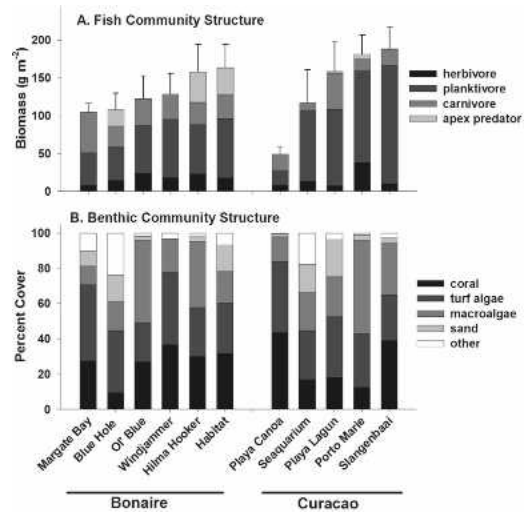 A. Fish Community Structure
Biomass (g m-2)
200
150
100
50
0
herbivore
planktivore
carnivore
apex predator
B. Benthic Community Structure
Percent Cover
100
80
60
40
20
0
coral
turf algae
macroalgae
sand
other
Margate Bay
Blue Hole
Ol' Blue
Windjammer
Hilma Hooker
Habitat
Playa Canoa
Seaquarium
Playa Lagun
Porto Marie
Slangenbaai
Bonaire
Curacao